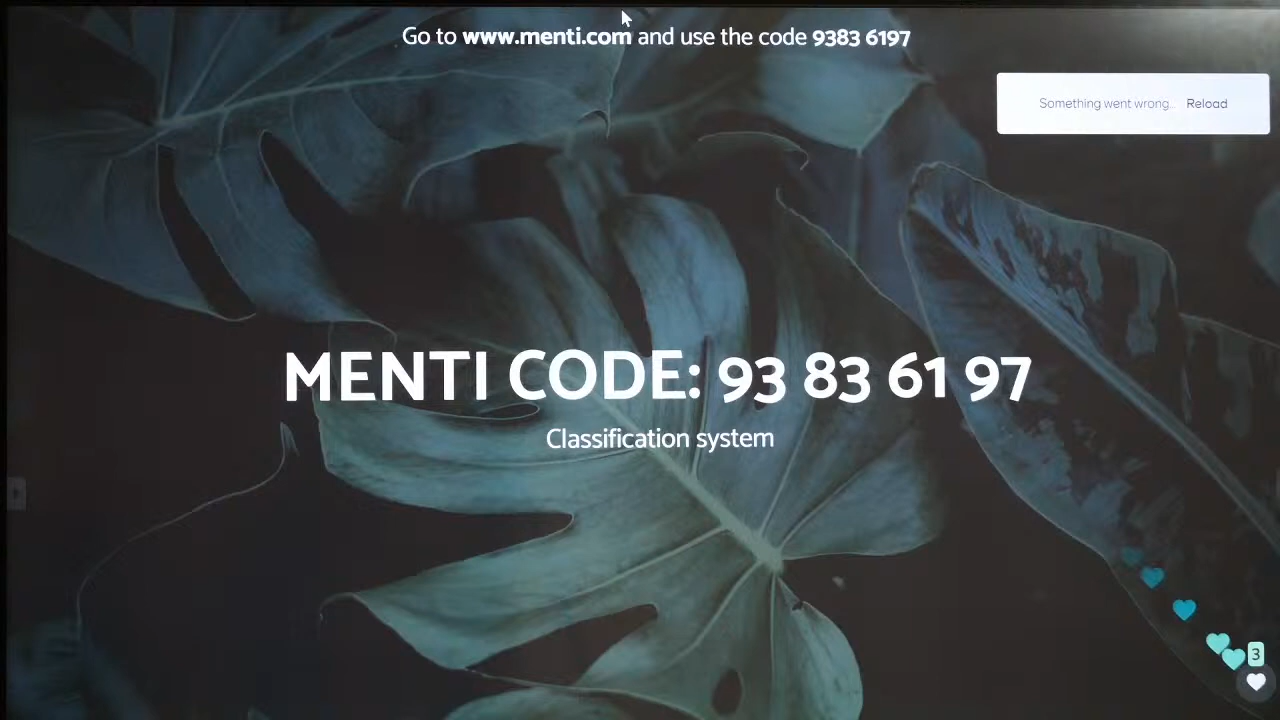 Go to www.menti.com and use the code 9383 6197
Something went wrong... Reload
MENTI CODE: 93 83 61 97
Classification system
3